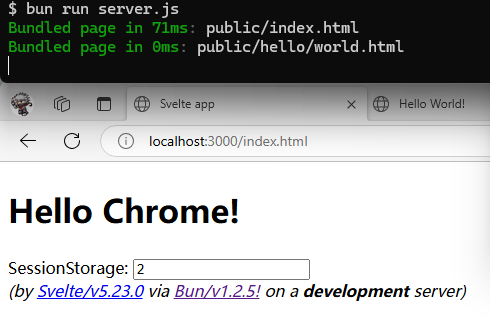 $ bun run server.js
Bundled page in 71ms: public/index.html
Bundled page in 0ms: public/hello/world.html
Svelte app
Hello World!
localhost:3000/index.html
Hello Chrome!
SessionStorage: 2
(by Svelte/v5.23.0 via Bun/v1.2.5! on a development server)